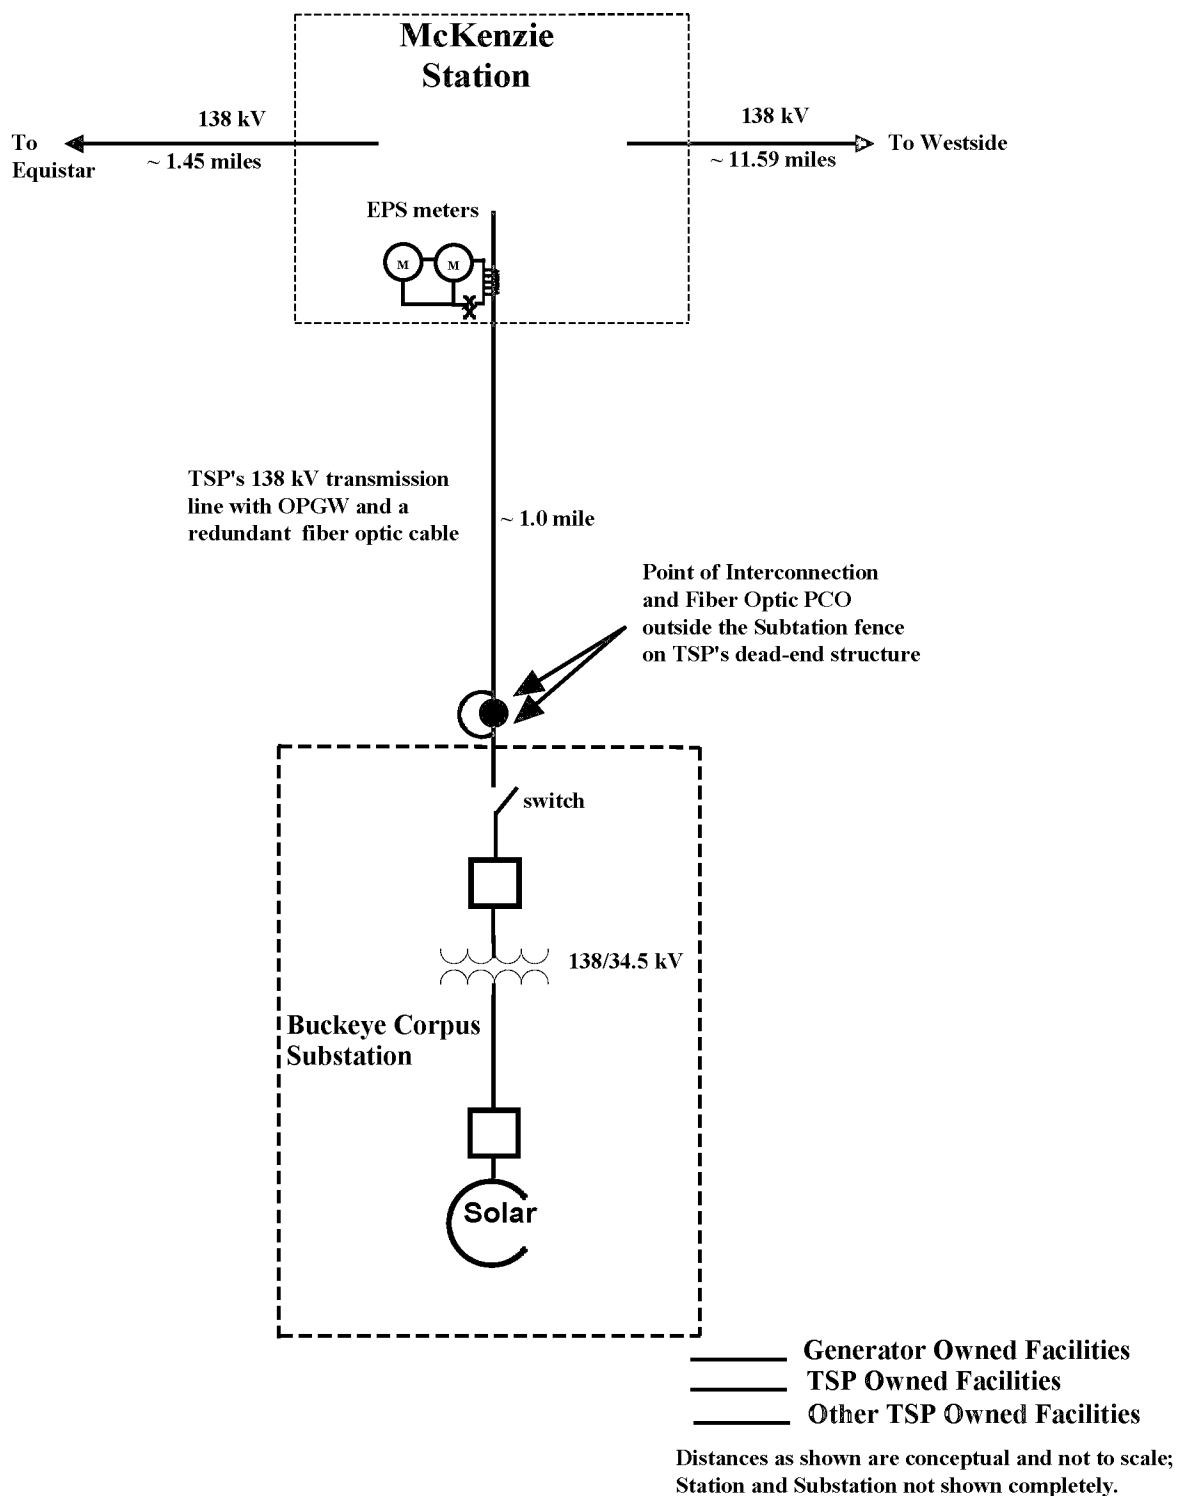 McKenzie
Station
138 kV
138 kV
To
Equistar
~ 1.45 miles
~ 11.59 miles
To Westside
EPS meters
M
M
TSP's 138 kV transmission
line with OPGW and a
redundant fiber optic cable
~ 1.0 mile
Point of Interconnection
and Fiber Optic PCO
outside the Subtation fence
on TSP's dead-end structure
switch
138/34.5 kV
Buckeye Corpus
Substation
Solar
Generator Owned Facilities
TSP Owned Facilities
Other TSP Owned Facilities
Distances as shown are conceptual and not to scale;
Station and Substation not shown completely.